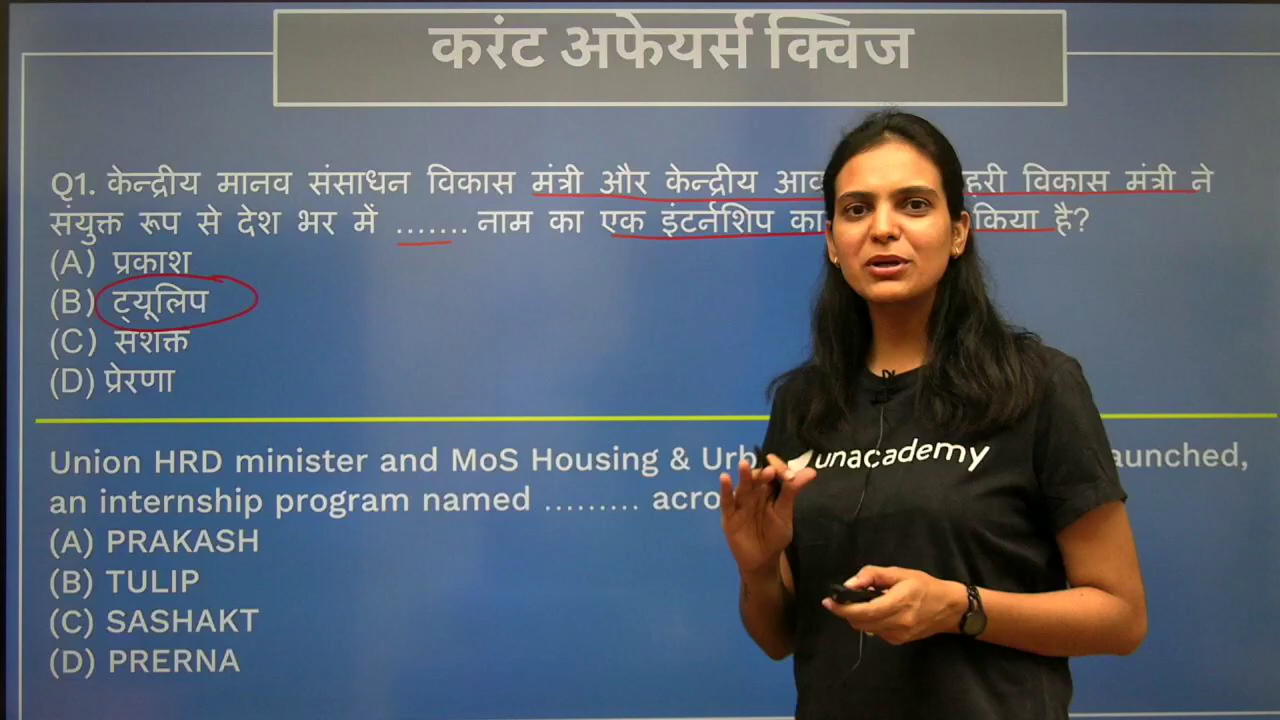 करंट अफेयर्स क्विज
Q1. केन्द्रीय मानव संसाधन विकास मंत्री और केन्द्रीय आव हरी विकास मंत्री ने
संयुक्त रूप से देश भर में ....... नाम का एक इंटर्नशिप का किया है?
(A) प्रकाश
(B) ट्यूलिप
(C) सशक्त
(D) प्रेरणा
Union HRD minister and MoS Housing & Urb aunched,
an internship program named ......... acro
(A) PRAKASH
(B) TULIP
(C) SASHAKT
(D) PRERNA
unacademy